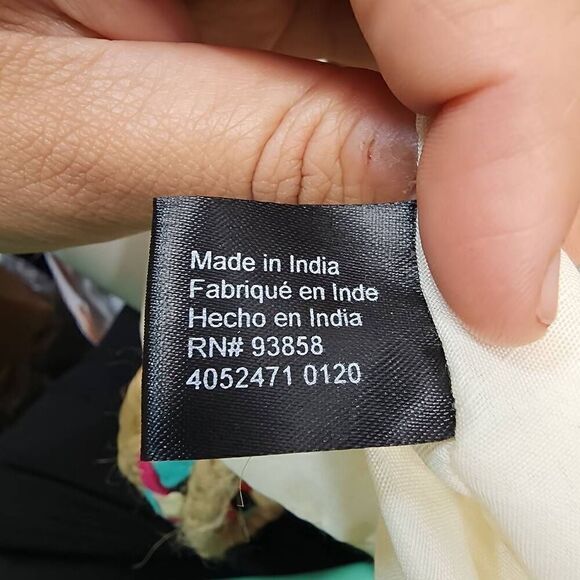 Made in India
Fabriqué en Inde
Hecho en India
RN# 93858
4052471 0120